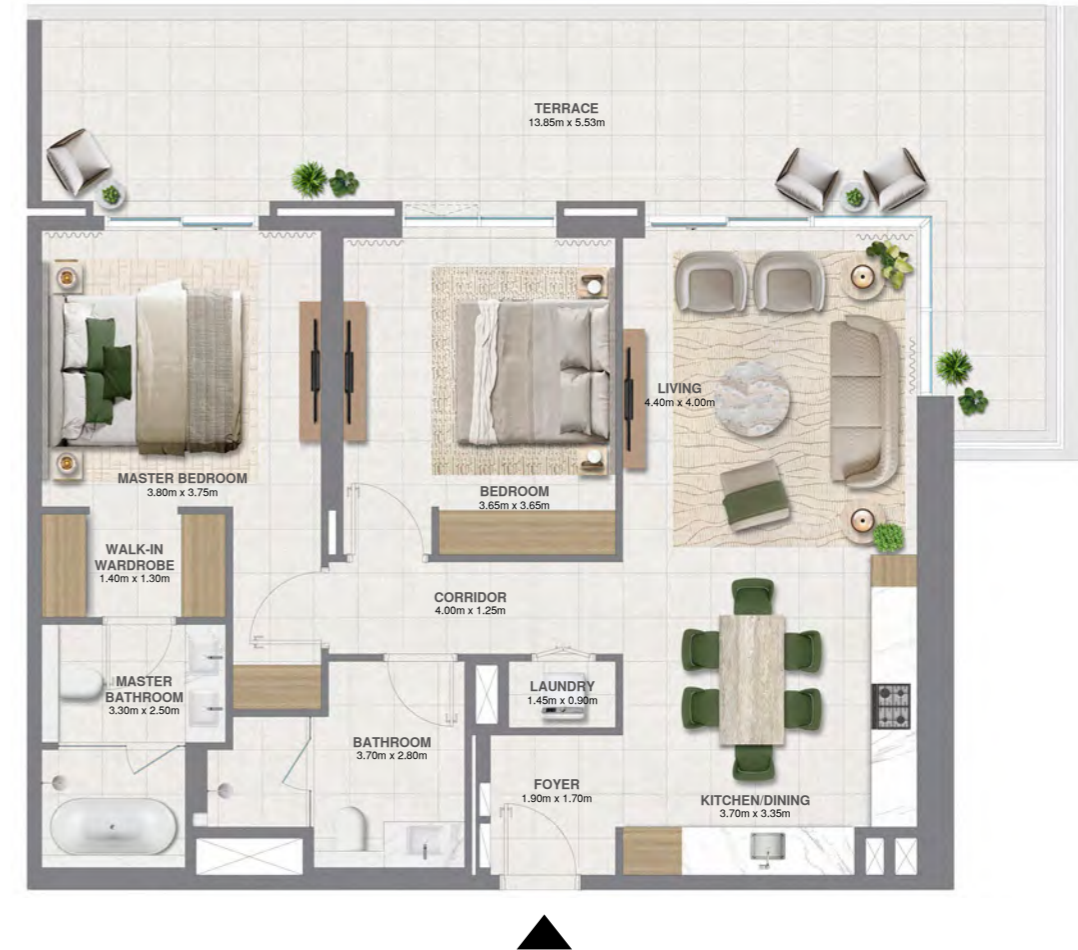 TERRACE
13.85m x 5.53m
LIVING
4.40m x 4.00m
MASTER BEDROOM
3.80m x 3.75m
BEDROOM
3.65m x 3.65m
WALK-IN
WARDROBE
1.40m x 1.30m
CORRIDOR
4.00m x 1.25m
MASTER
BATHROOM
3.30m x 2.50m
LAUNDRY
1.45m x 0.90m
BATHROOM
3.70m x 2.80m
FOYER
1.90m x 1.70m
KITCHEN/DINING
3.70m x 3.35m